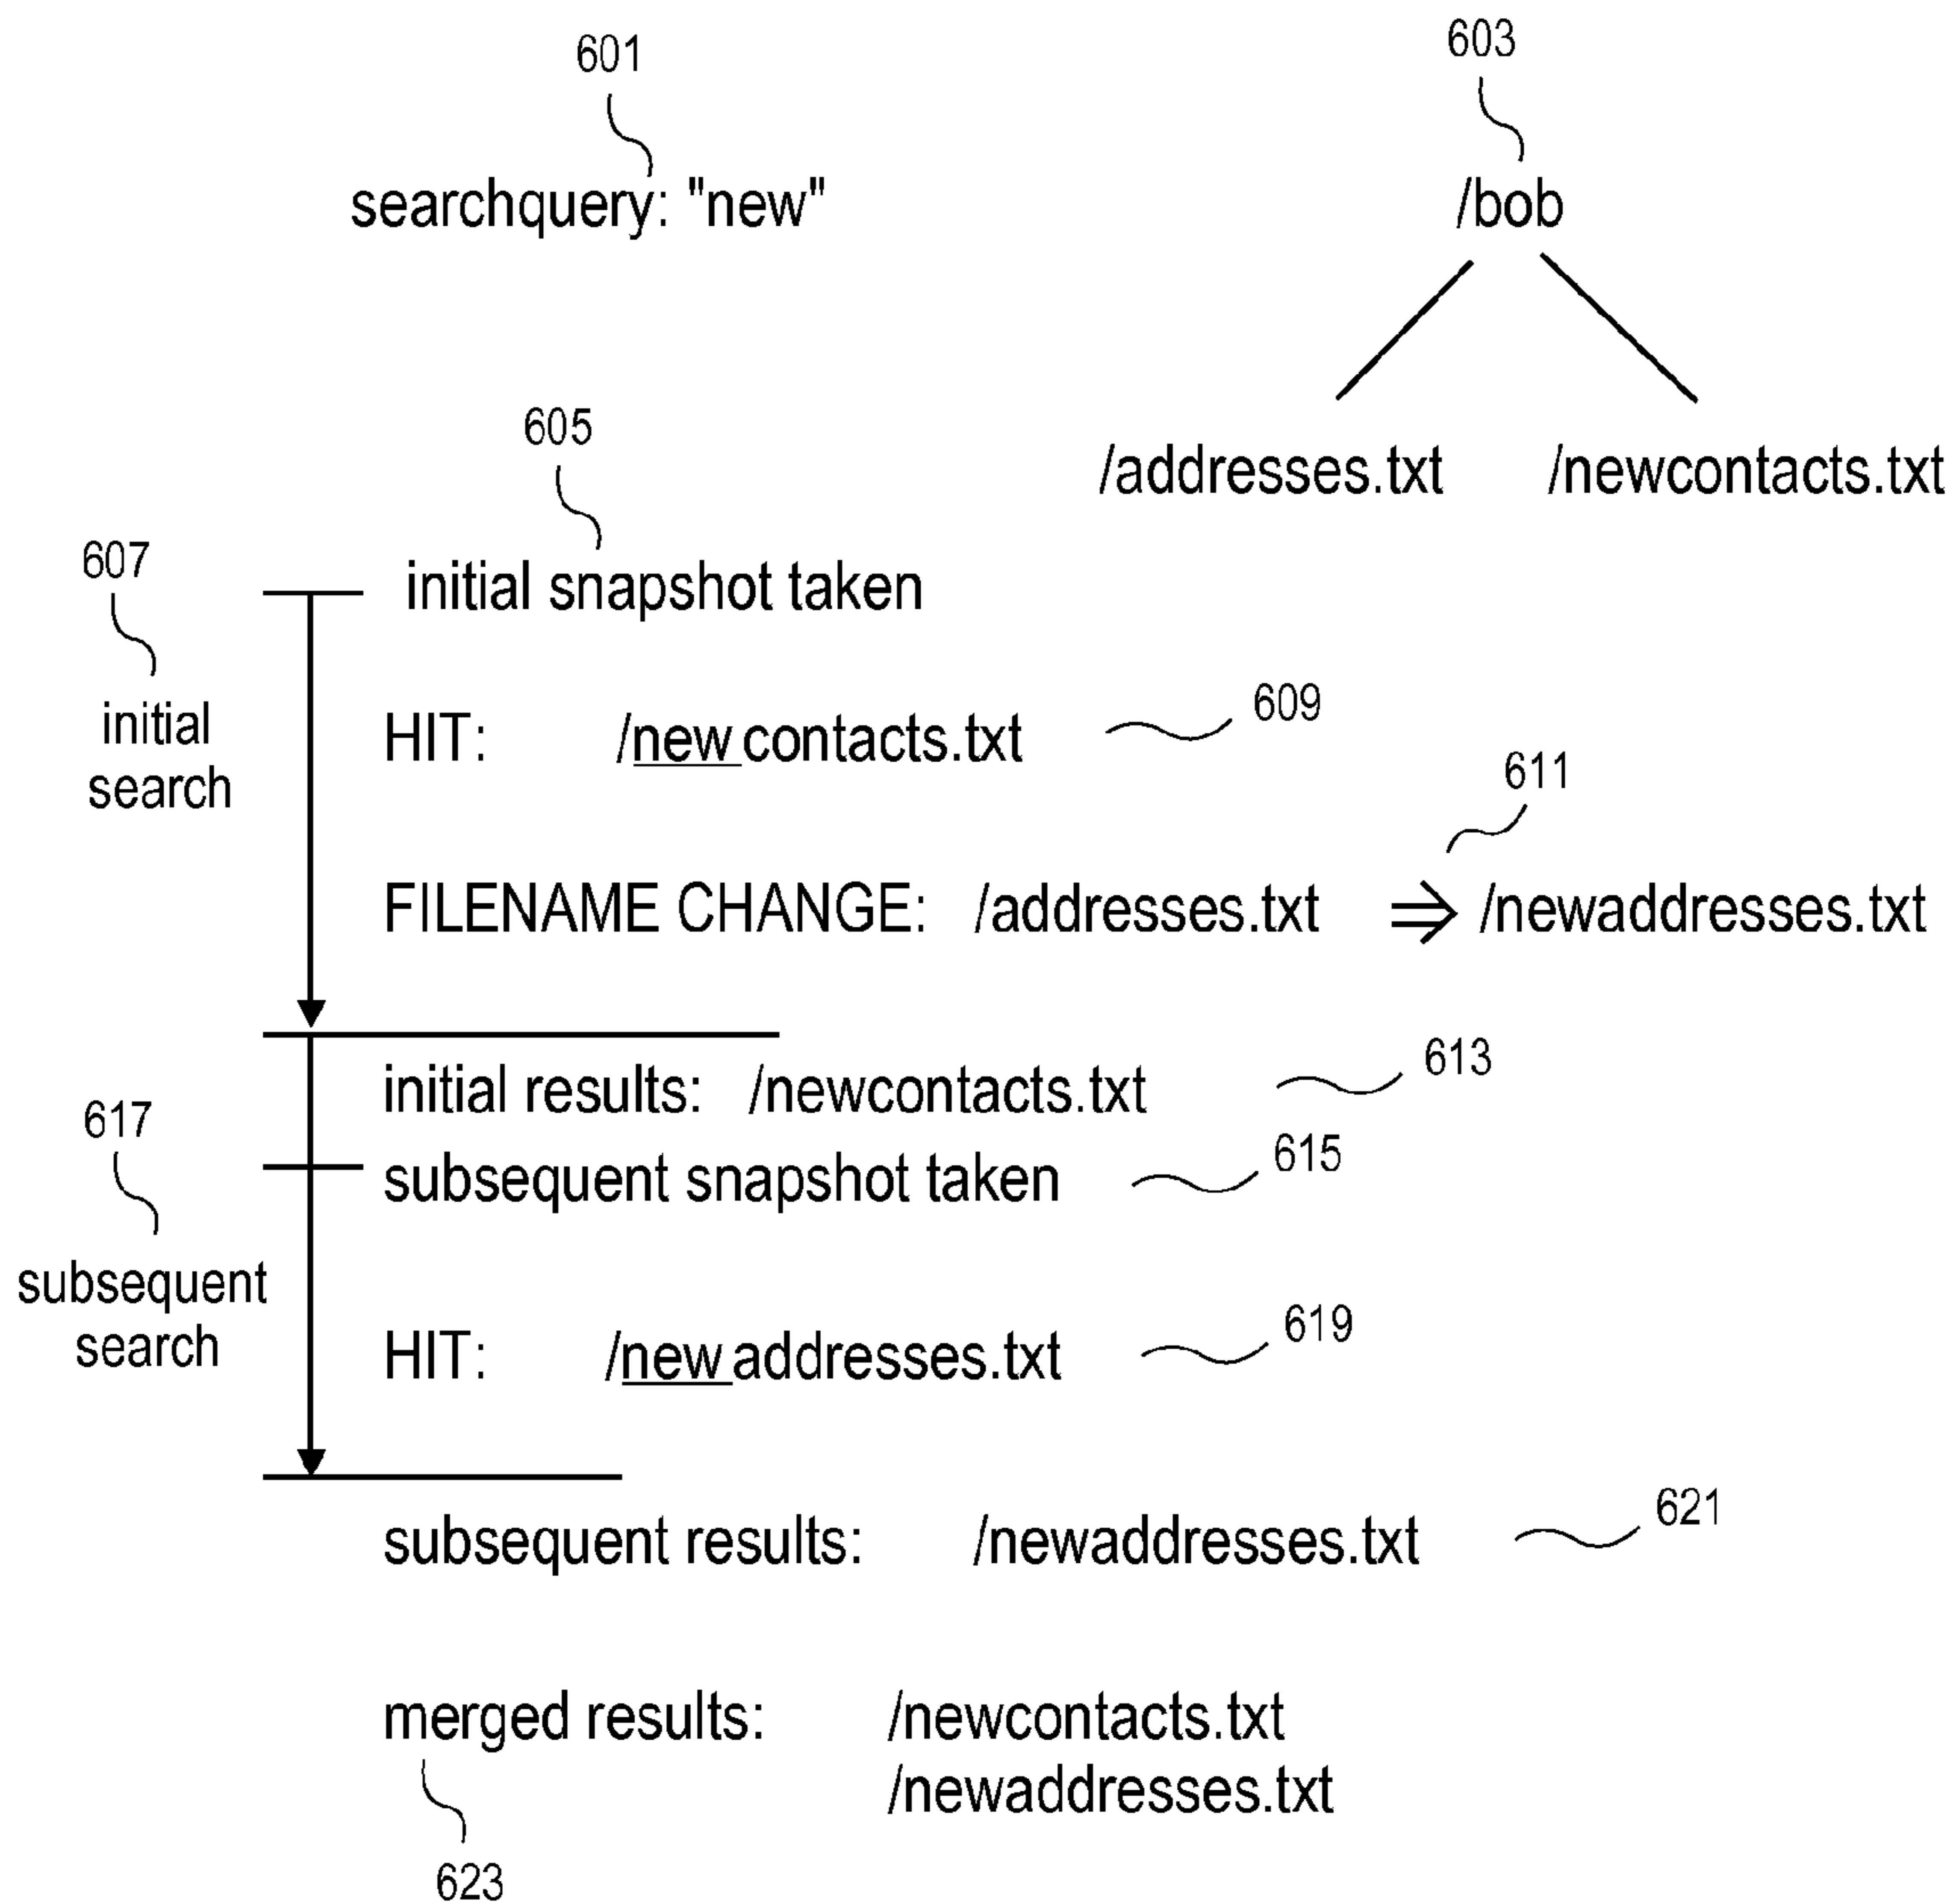 601
603
searchquery: "new"
/bob
605
/addresses.txt /newcontacts.txt
607
initial snapshot taken
initial
search
HIT: /newcontacts.txt
609
611
FILENAME CHANGE: /addresses.txt ⇒ /newaddresses.txt
613
initial results: /newcontacts.txt
617
615
subsequent snapshot taken
subsequent
search
619
HIT: /newaddresses.txt
621
subsequent results: /newaddresses.txt
merged results: /newcontacts.txt
/newaddresses.txt
623